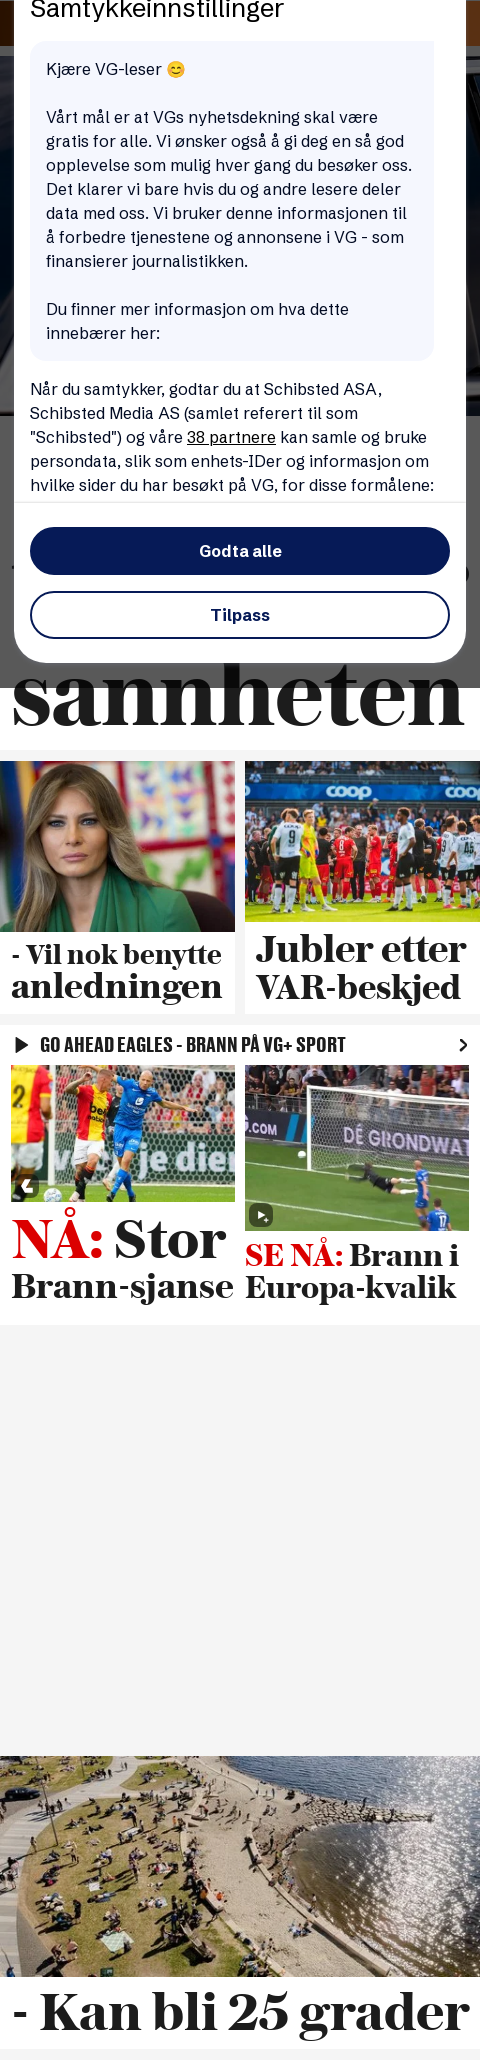 Samtykkeinnstillinger
Kjære VG-leser 😊
Vårt mål er at VGs nyhetsdekning skal være
gratis for alle. Vi ønsker også å gi deg en så god
opplevelse som mulig hver gang du besøker oss.
Det klarer vi bare hvis du og andre lesere deler
data med oss. Vi bruker denne informasjonen til
å forbedre tjenestene og annonsene i VG - som
finansierer journalistikken.
Du finner mer informasjon om hva dette
innebærer her:
Når du samtykker, godtar du at Schibsted ASA,
Schibsted Media AS (samlet referert til som
"Schibsted") og våre 38 partnere kan samle og bruke
persondata, slik som enhets-IDer og informasjon om
hvilke sider du har besøkt på VG, for disse formålene:
Godta alle
Tilpass
sannheten
- Vil nok benytte
anledningen
coop
Jubler etter
VAR-beskjed
GO AHEAD EAGLES - BRANN PÅ VG+ SPORT
NÅ: Stor
Brann-sjanse
DÉ GRONDWA
SE NÅ: Brann i
Europa-kvalik
- Kan bli 25 grader